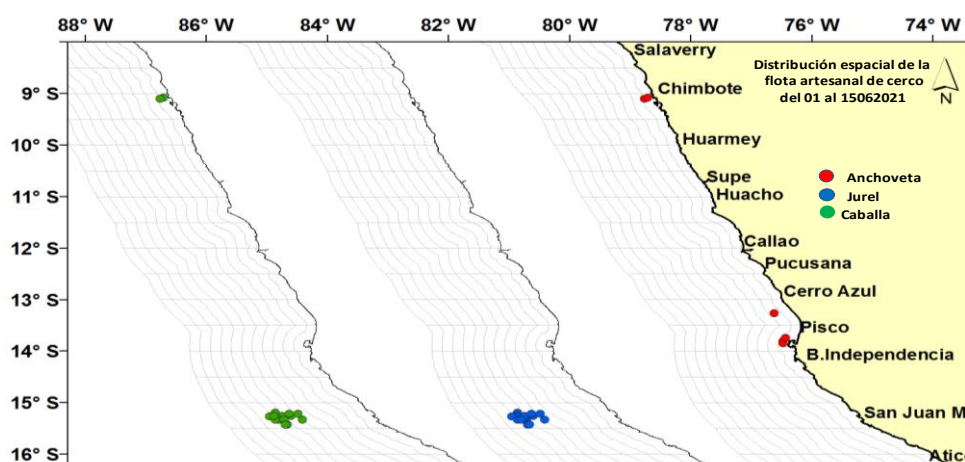 88° W 86° W 84° W 82° W 80° W 78° W 76° W 74° W
Salaverry
Distribución espacial de la
flota artesanal de cerco
del 01 al 15062021
N
9° S
Chimbote
10° S
Huarmey
11° S
Supe
Huacho
Anchoveta
Jurel
Caballa
12° S
Callao
Pucusana
13° S
Cerro Azul
Pisco
14° S
B.Independencia
15° S
San Juan M
16° S
Atico